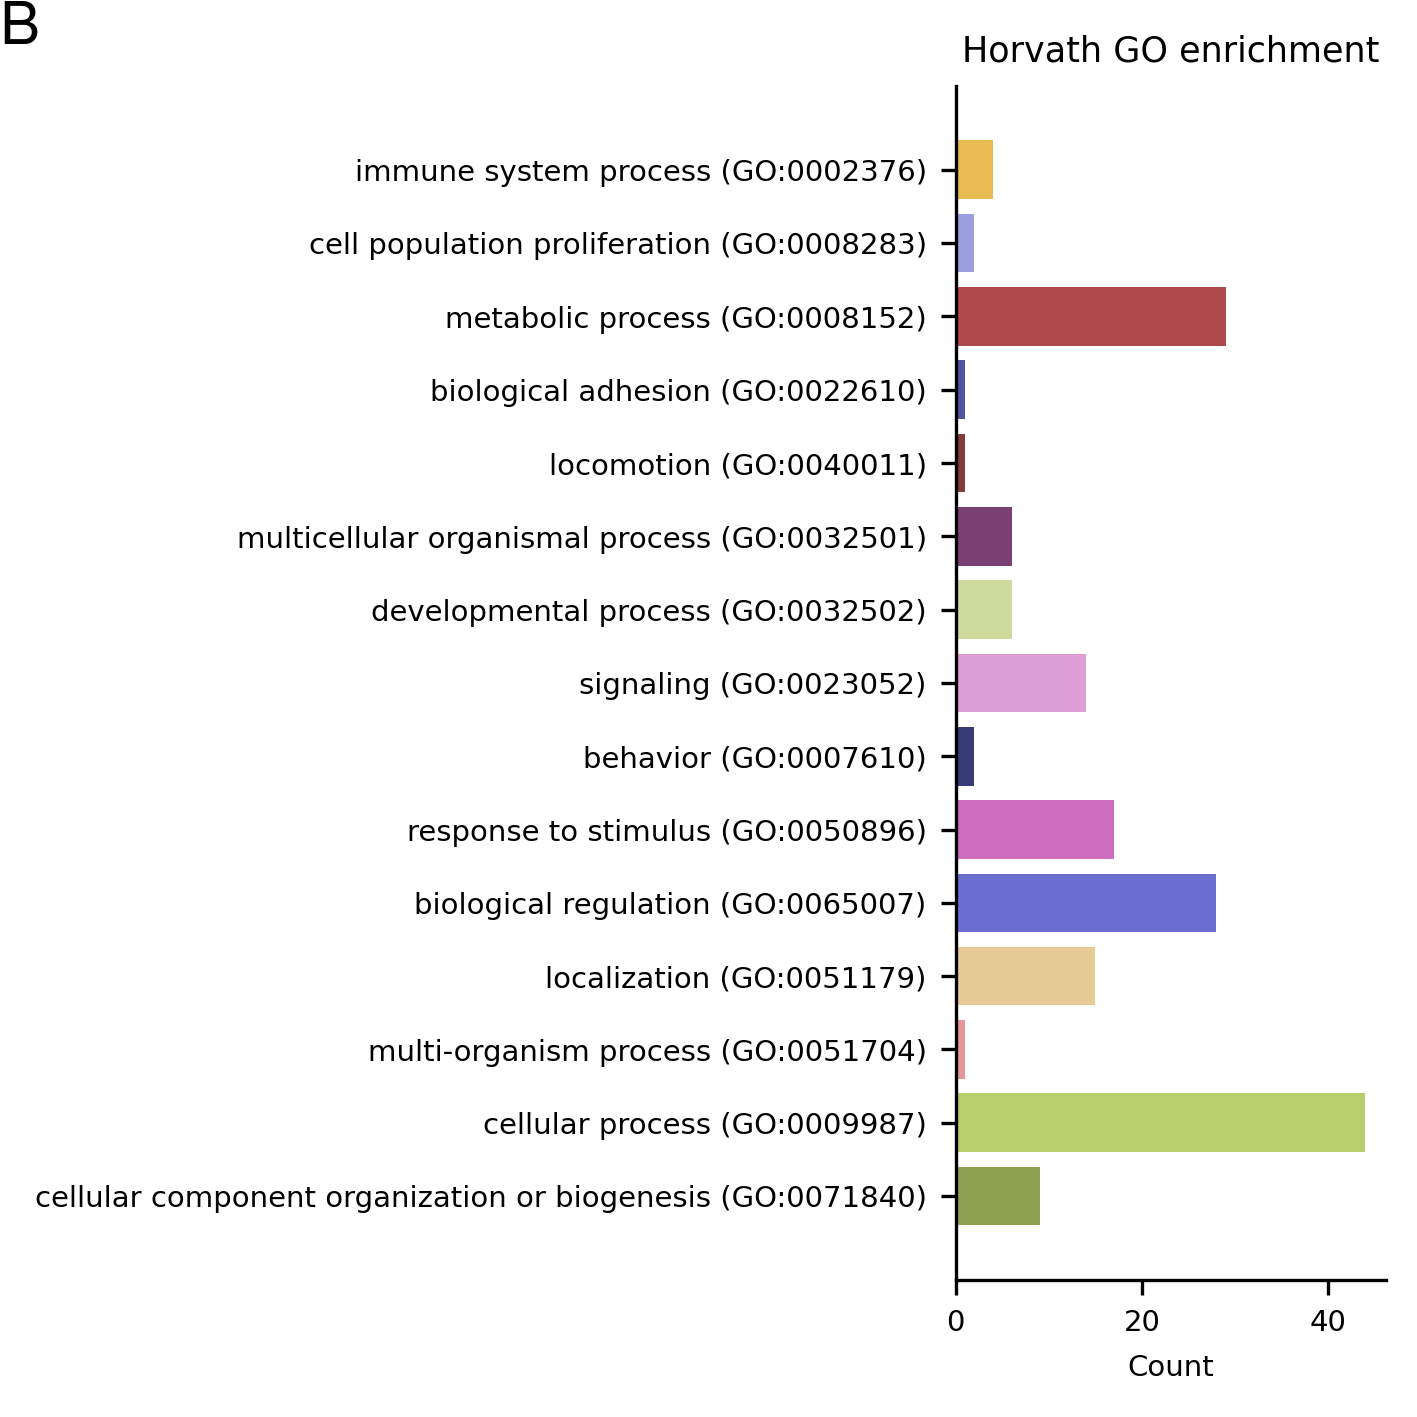 B
Horvath GO enrichment
immune system process (GO:0002376)
cell population proliferation (GO:0008283)
metabolic process (GO:0008152)
biological adhesion (GO:0022610)
locomotion (GO:0040011)
multicellular organismal process (GO:0032501)
developmental process (GO:0032502)
signaling (GO:0023052)
behavior (GO:0007610)
response to stimulus (GO:0050896)
biological regulation (GO:0065007)
localization (GO:0051179)
multi-organism process (GO:0051704)
cellular process (GO:0009987)
cellular component organization or biogenesis (GO:0071840)
0 20 40
Count